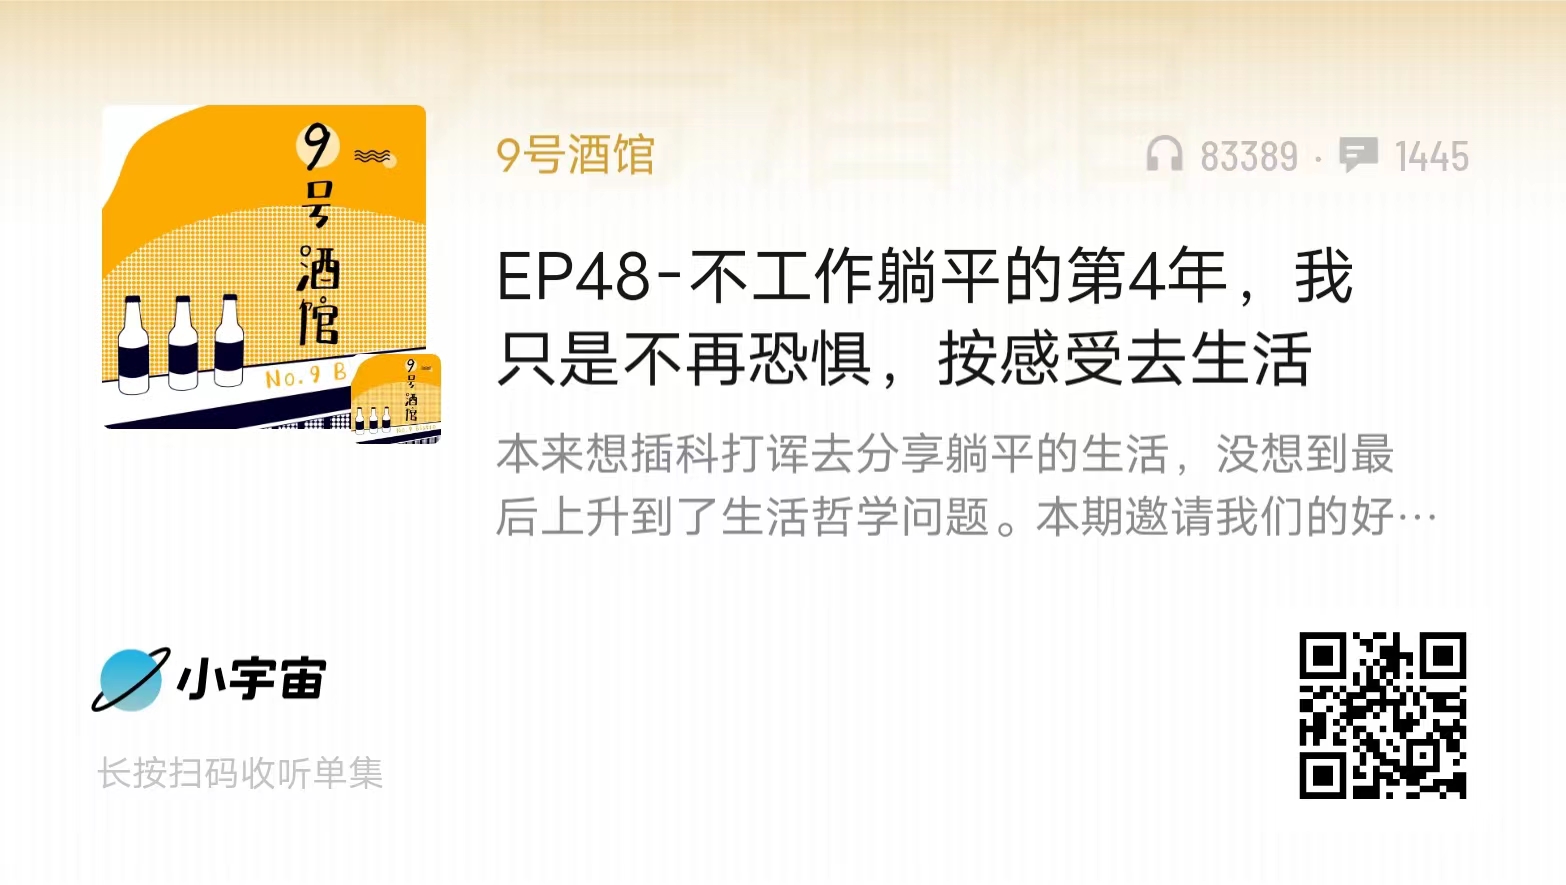 9号酒馆
No.9 B
9号酒馆
83389 · 1445
EP48-不工作躺平的第4年，我
只是不再恐惧，按感受去生活
本来想插科打诨去分享躺平的生活，没想到最
后上升到了生活哲学问题。本期邀请我们的好…
小宇宙
长按扫码收听单集